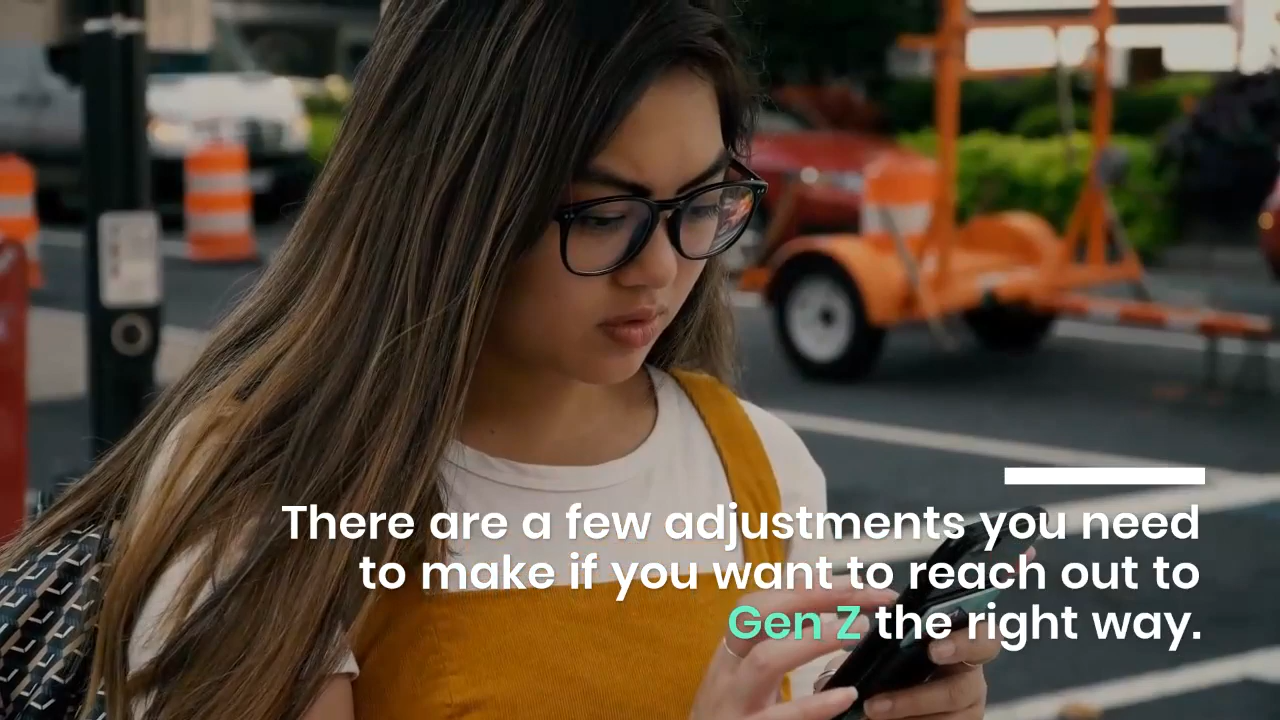 There are a few adjustments you need
to make if you want to reach out to
Gen Z the right way.